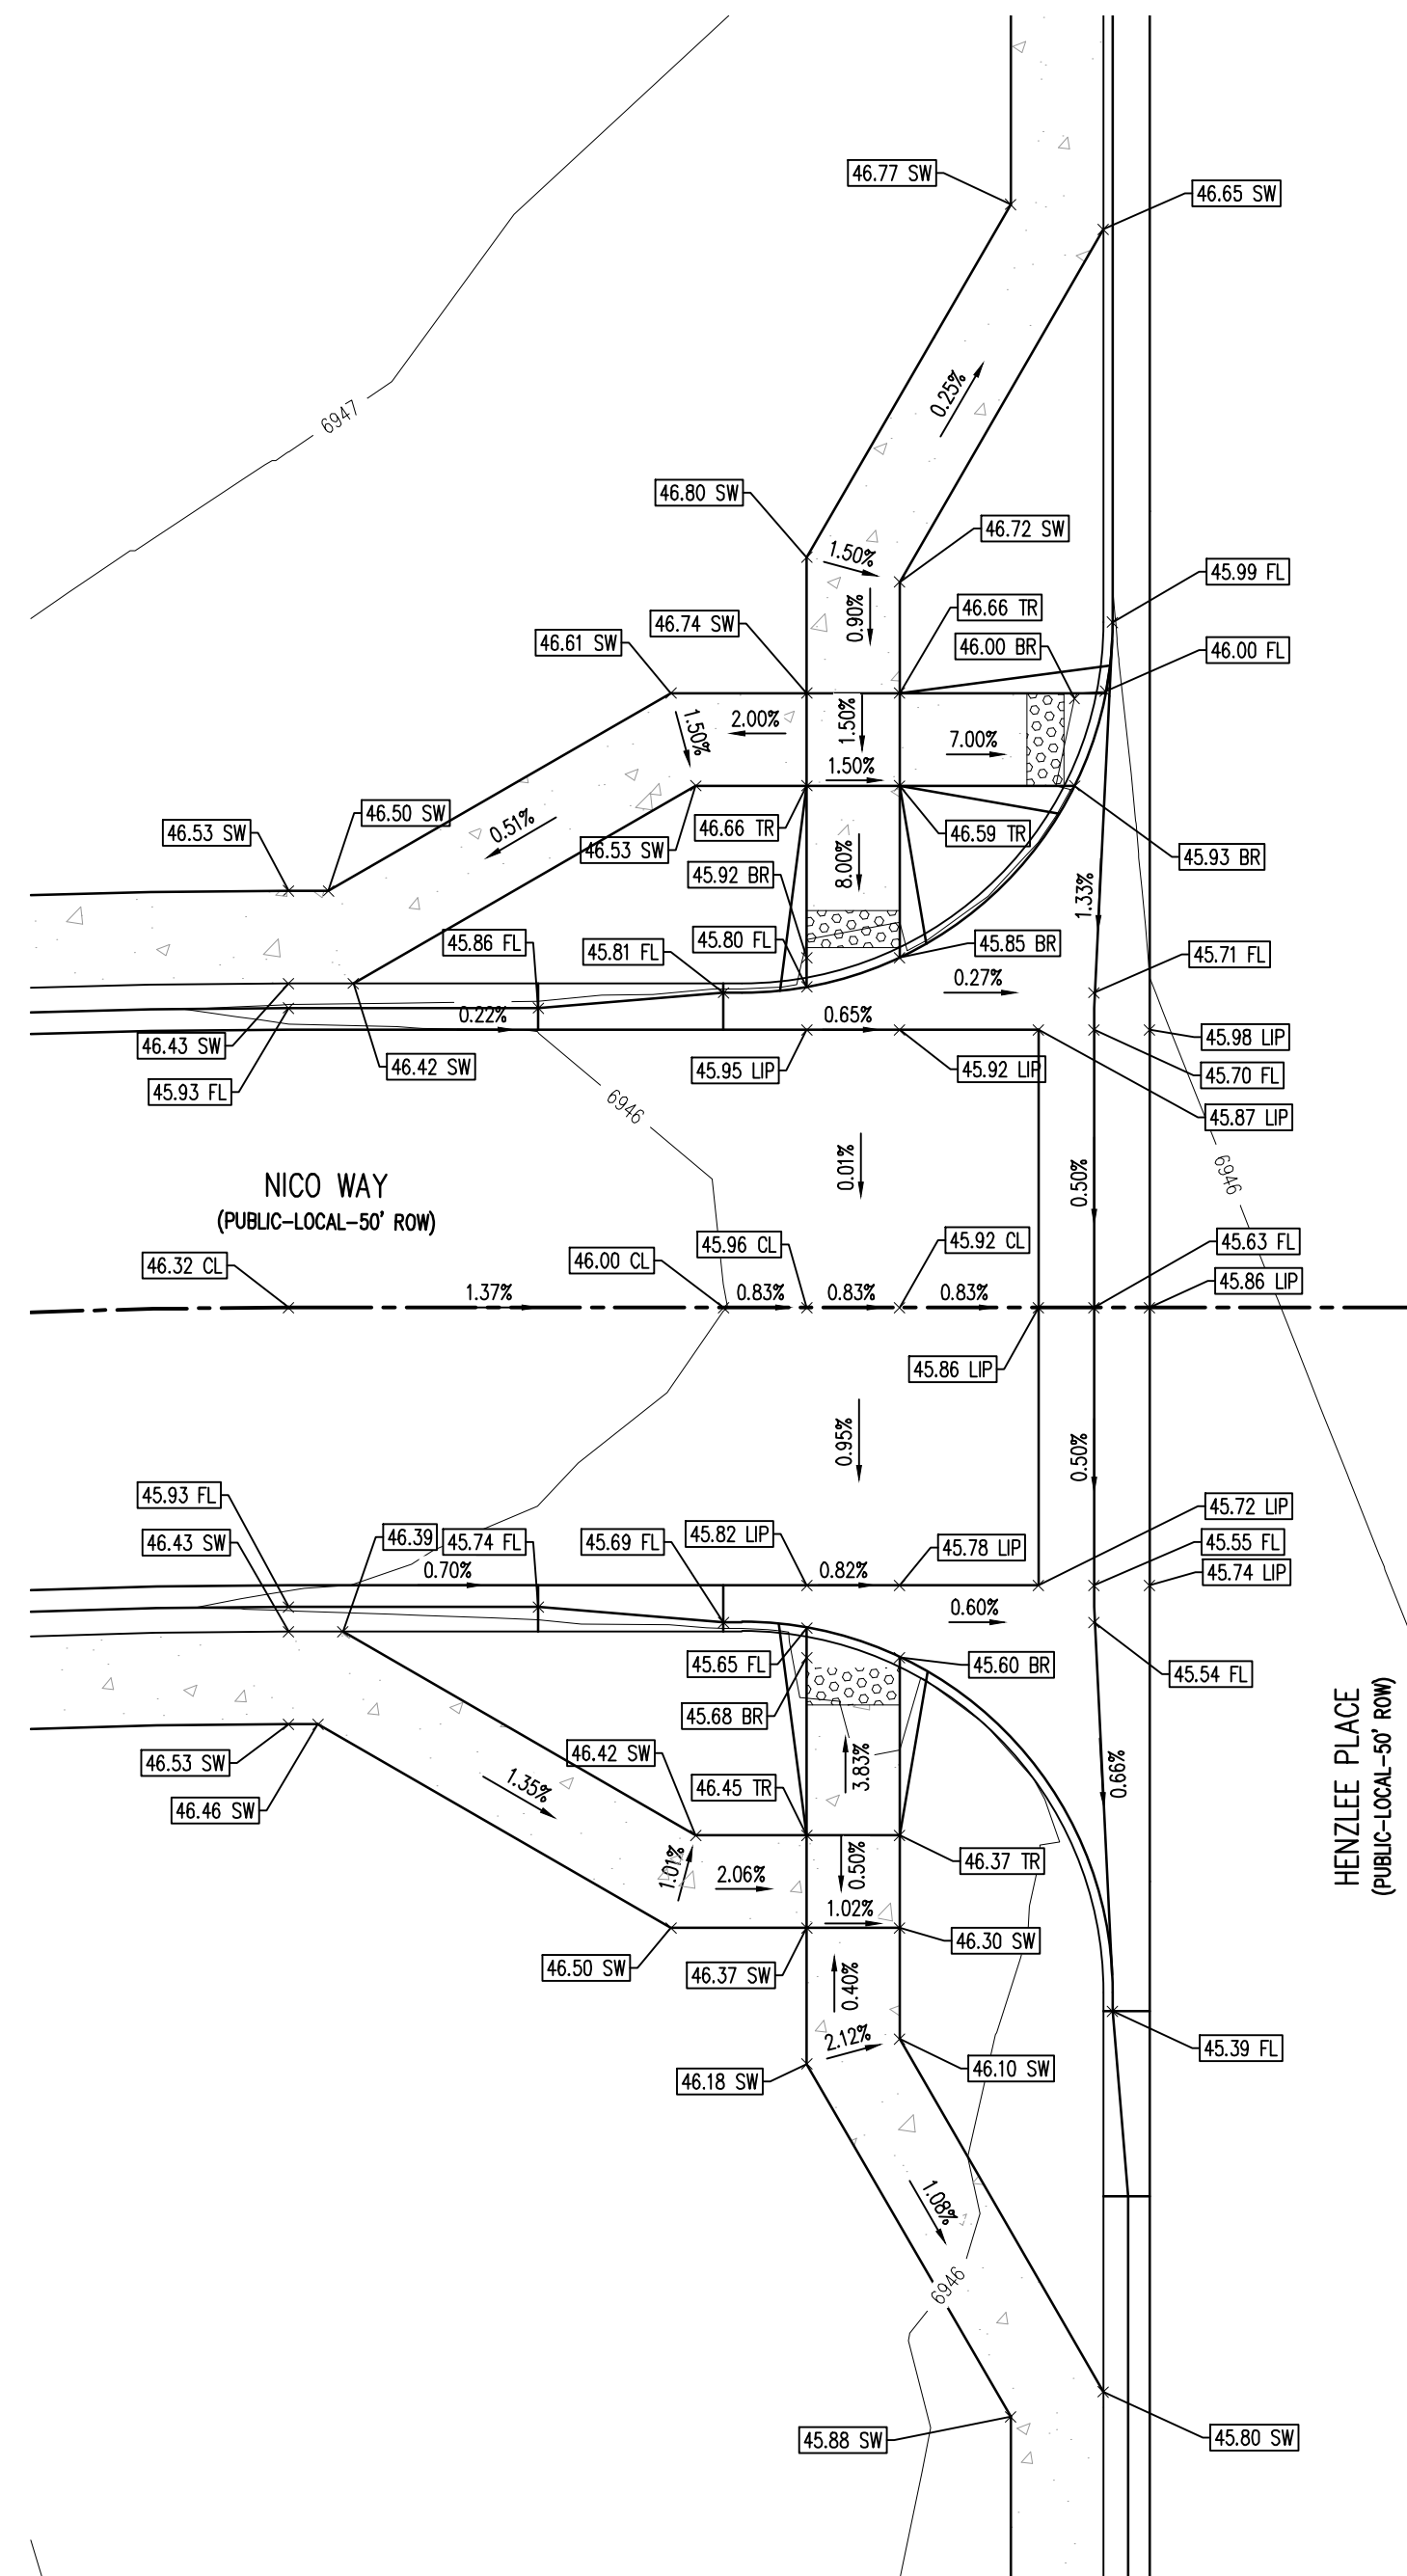 46.77 SW
46.65 SW
0.25%
6947
46.80 SW
46.72 SW
1.50%
45.99 FL
0.90%
46.66 TR
46.74 SW
46.61 SW
46.00 BR
46.00 FL
1.50%
2.00%
1.50%
7.00%
1.50%
46.50 SW
46.53 SW
0.51%
46.66 TR
46.59 TR
46.53 SW
45.93 BR
45.92 BR
8.00%
1.33%
45.86 FL
45.81 FL
45.80 FL
45.85 BR
45.71 FL
0.27%
0.22%
0.65%
46.43 SW
45.98 LIP
46.42 SW
45.95 LIP
45.92 LIP
45.70 FL
45.93 FL
6946
45.87 LIP
0.01%
0.50%
6946
NICO WAY
(PUBLIC-LOCAL-50' ROW)
46.32 CL
46.00 CL
45.96 CL
45.92 CL
45.63 FL
45.86 LIP
1.37%
0.83%
0.83%
0.83%
45.86 LIP
0.95%
0.50%
45.93 FL
46.43 SW
46.39
45.74 FL
45.69 FL
45.82 LIP
45.78 LIP
45.72 LIP
45.55 FL
45.74 LIP
0.70%
0.82%
0.60%
45.65 FL
45.60 BR
45.54 FL
45.68 BR
46.53 SW
46.42 SW
3.83%
0.66%
46.46 SW
1.35%
46.45 TR
46.37 TR
HENZLEE PLACE
(PUBLIC-LOCAL-50' ROW)
1.01%
2.06%
0.50%
1.02%
46.30 SW
46.50 SW
46.37 SW
0.40%
2.12%
45.39 FL
46.18 SW
46.10 SW
1.08%
6946
45.88 SW
45.80 SW